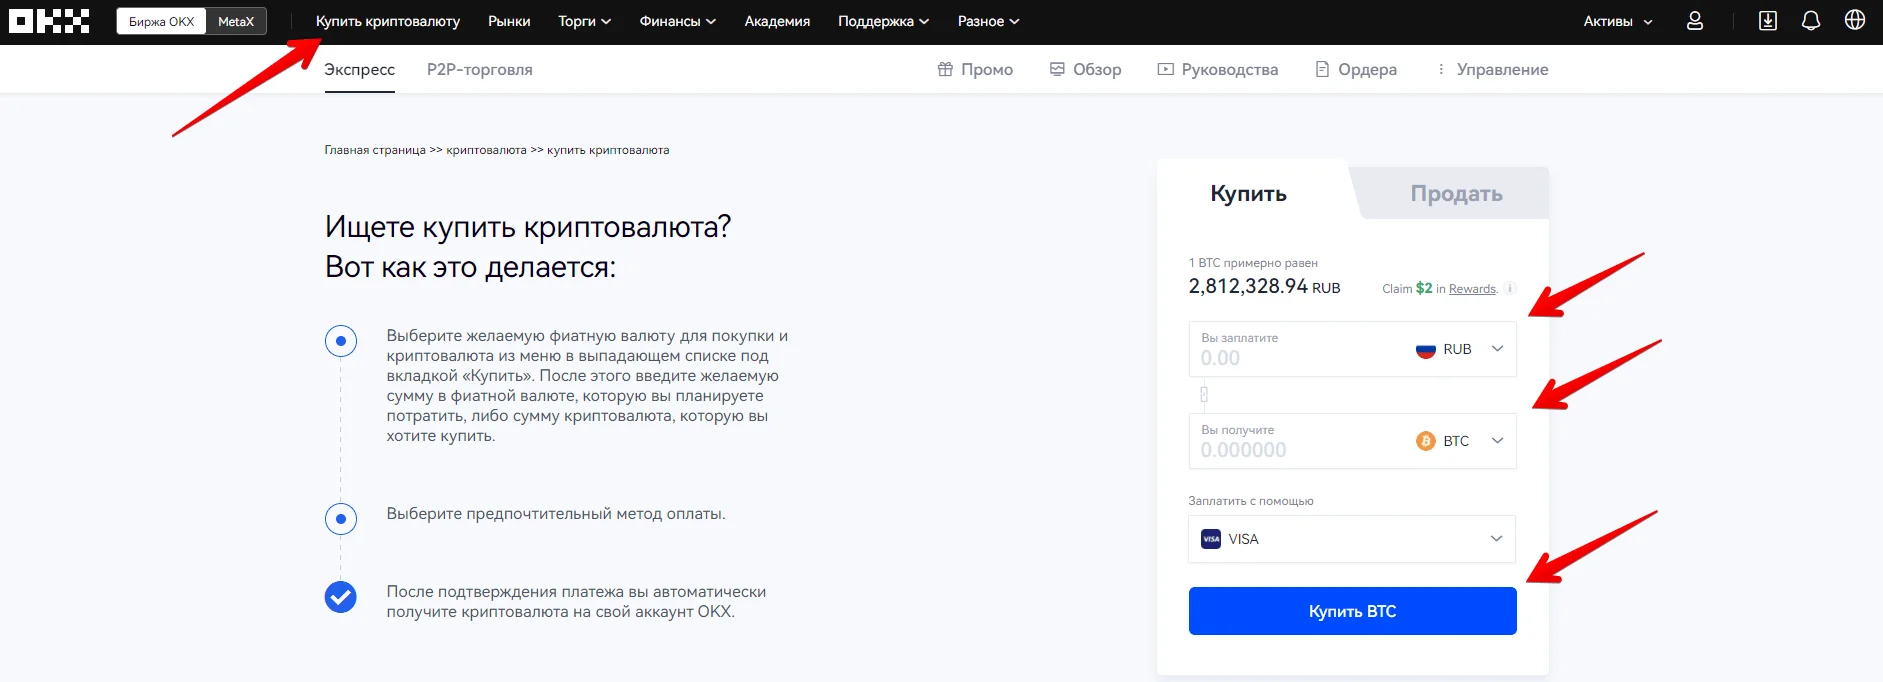 OKX
Биржа OKX MetaX Купить криптовалюту Рынки Торги Финансы Академия Поддержка Разное Активы
Экспресс P2P-торговля Промо Обзор Руководства Ордера Управление
Главная страница >> криптовалюта >> купить криптовалюта
Ищете купить криптовалюта?
Вот как это делается:
Выберите желаемую фиатную валюту для покупки и
криптовалюта из меню в выпадающем списке под
вкладкой «Купить». После этого введите желаемую
сумму в фиатной валюте, которую вы планируете
потратить, либо сумму криптовалюта, которую вы
хотите купить.
Выберите предпочтительный метод оплаты.
После подтверждения платежа вы автоматически
получите криптовалюта на свой аккаунт OKX.
Купить Продать
1 BTC примерно равен
2,812,328.94 RUB Claim $2 in Rewards. i
Вы заплатите
0.00 RUB
Вы получите
0.000000 BTC
Заплатить с помощью
VISA VISA
Купить BTC